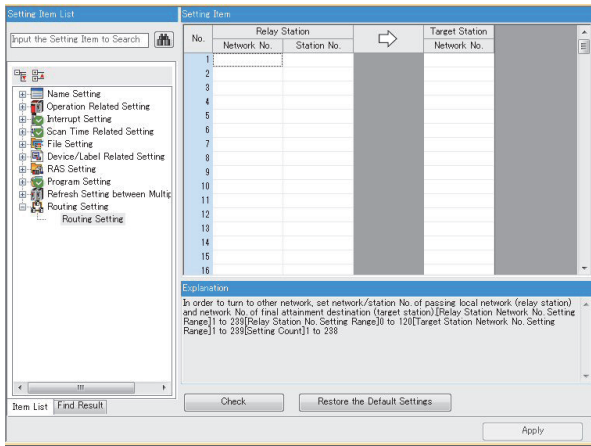 Setting Item List
Input the Setting Item to Search
Name Setting
Operation Related Setting
Interrupt Setting
Scan Time Related Setting
File Setting
Device/Label Related Setting
RAS Setting
Program Setting
Refresh Setting between Multip
Routing Setting
Routing Setting
Item List
Find Result
Setting Item
No.
Relay Station
Target Station
Network No.
Station No.
Network No.
1
2
3
4
5
6
7
8
9
10
11
12
13
14
15
16
Explanation
In order to turn to other network, set network/station No. of passing local network (relay station)
and network No. of final attainment destination (target station).[Relay Station Network No. Setting
Range]1 to 239[Relay Station No. Setting Range]0 to 120[Target Station Network No. Setting
Range]1 to 239[Setting Count]1 to 238
Check
Restore the Default Settings
Apply